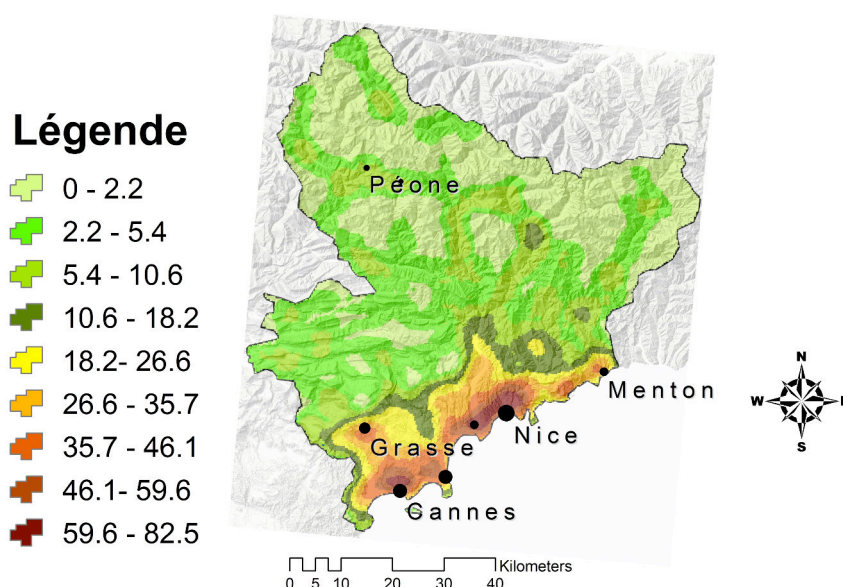 Légende
0 - 2.2
2.2 - 5.4
5.4 - 10.6
10.6 - 18.2
18.2- 26.6
26.6 - 35.7
35.7 - 46.1
46.1 - 59.6
59.6 - 82.5
Péone
Menton
Nice
Grasse
Cannes
N
W
S
Kilometers
0 5 10 20 30 40